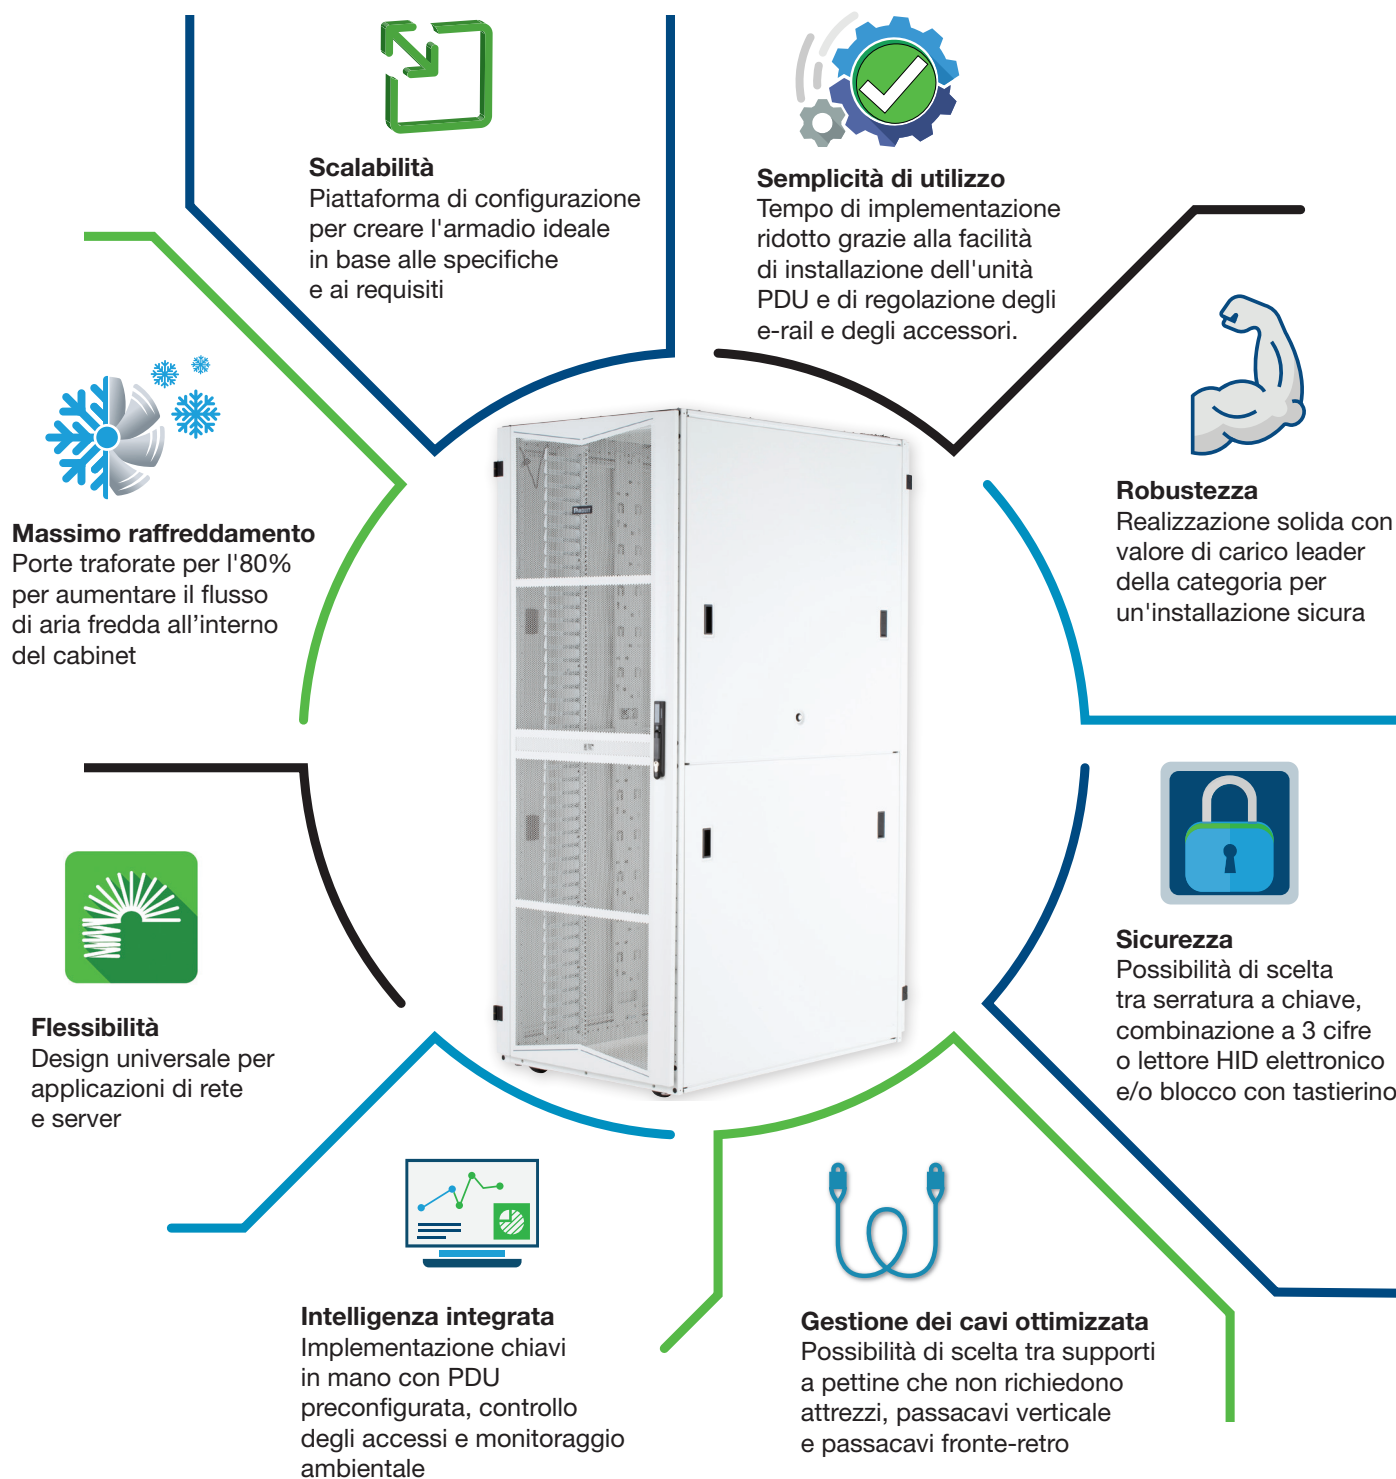 Scalabilità
Piattaforma di configurazione
per creare l'armadio ideale
in base alle specifiche
e ai requisiti
Semplicità di utilizzo
Tempo di implementazione
ridotto grazie alla facilità
di installazione dell'unità
PDU e di regolazione degli
e-rail e degli accessori.
Robustezza
Realizzazione solida con
valore di carico leader
della categoria per
un'installazione sicura
Sicurezza
Possibilità di scelta
tra serratura a chiave,
combinazione a 3 cifre
o lettore HID elettronico
e/o blocco con tastierino
Gestione dei cavi ottimizzata
Possibilità di scelta tra supporti
a pettine che non richiedono
attrezzi, passacavi verticale
e passacavi fronte-retro
Intelligenza integrata
Implementazione chiavi
in mano con PDU
preconfigurata, controllo
degli accessi e monitoraggio
ambientale
Flessibilità
Design universale per
applicazioni di rete
e server
Massimo raffreddamento
Porte traforate per l'80%
per aumentare il flusso
di aria fredda all’interno
del cabinet